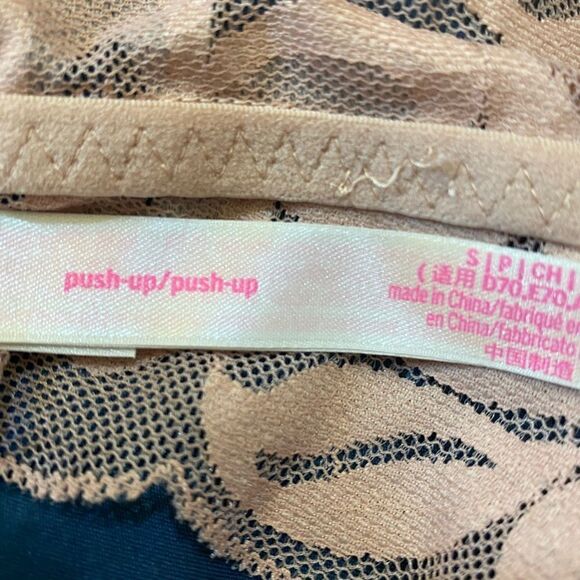 push-up/push-up
S|P|CH|
(适用 D70,E70,
made in China/fabriqué en
en China/fabbricato
中国制造